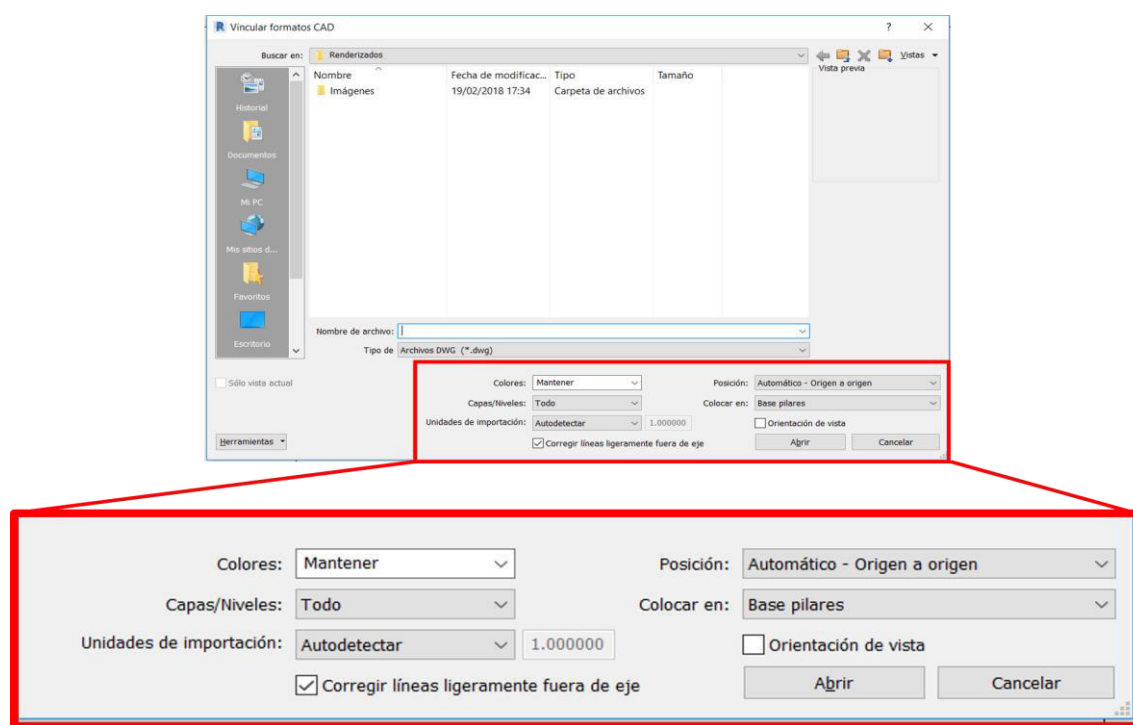 R Vincular formatos CAD ? ×
Buscar en: Renderizados Vistas
Nombre Fecha de modificac... Tipo Tamaño Vista previa
Imágenes 19/02/2018 17:34 Carpeta de archivos
Historial
Documentos
Mi PC
Mis sitios d...
Favoritos
Escritorio
Nombre de archivo:
Tipo de Archivos DWG (*.dwg)
Sólo vista actual Colores: Mantener Posición: Automático - Origen a origen
Capas/Niveles: Todo Colocar en: Base pilares
Unidades de importación: Autodetectar 1.000000 Orientación de vista
Herramientas Corregir líneas ligeramente fuera de eje Abrir Cancelar
Colores: Mantener Posición: Automático - Origen a origen
Capas/Niveles: Todo Colocar en: Base pilares
Unidades de importación: Autodetectar 1.000000 Orientación de vista
Corregir líneas ligeramente fuera de eje Abrir Cancelar